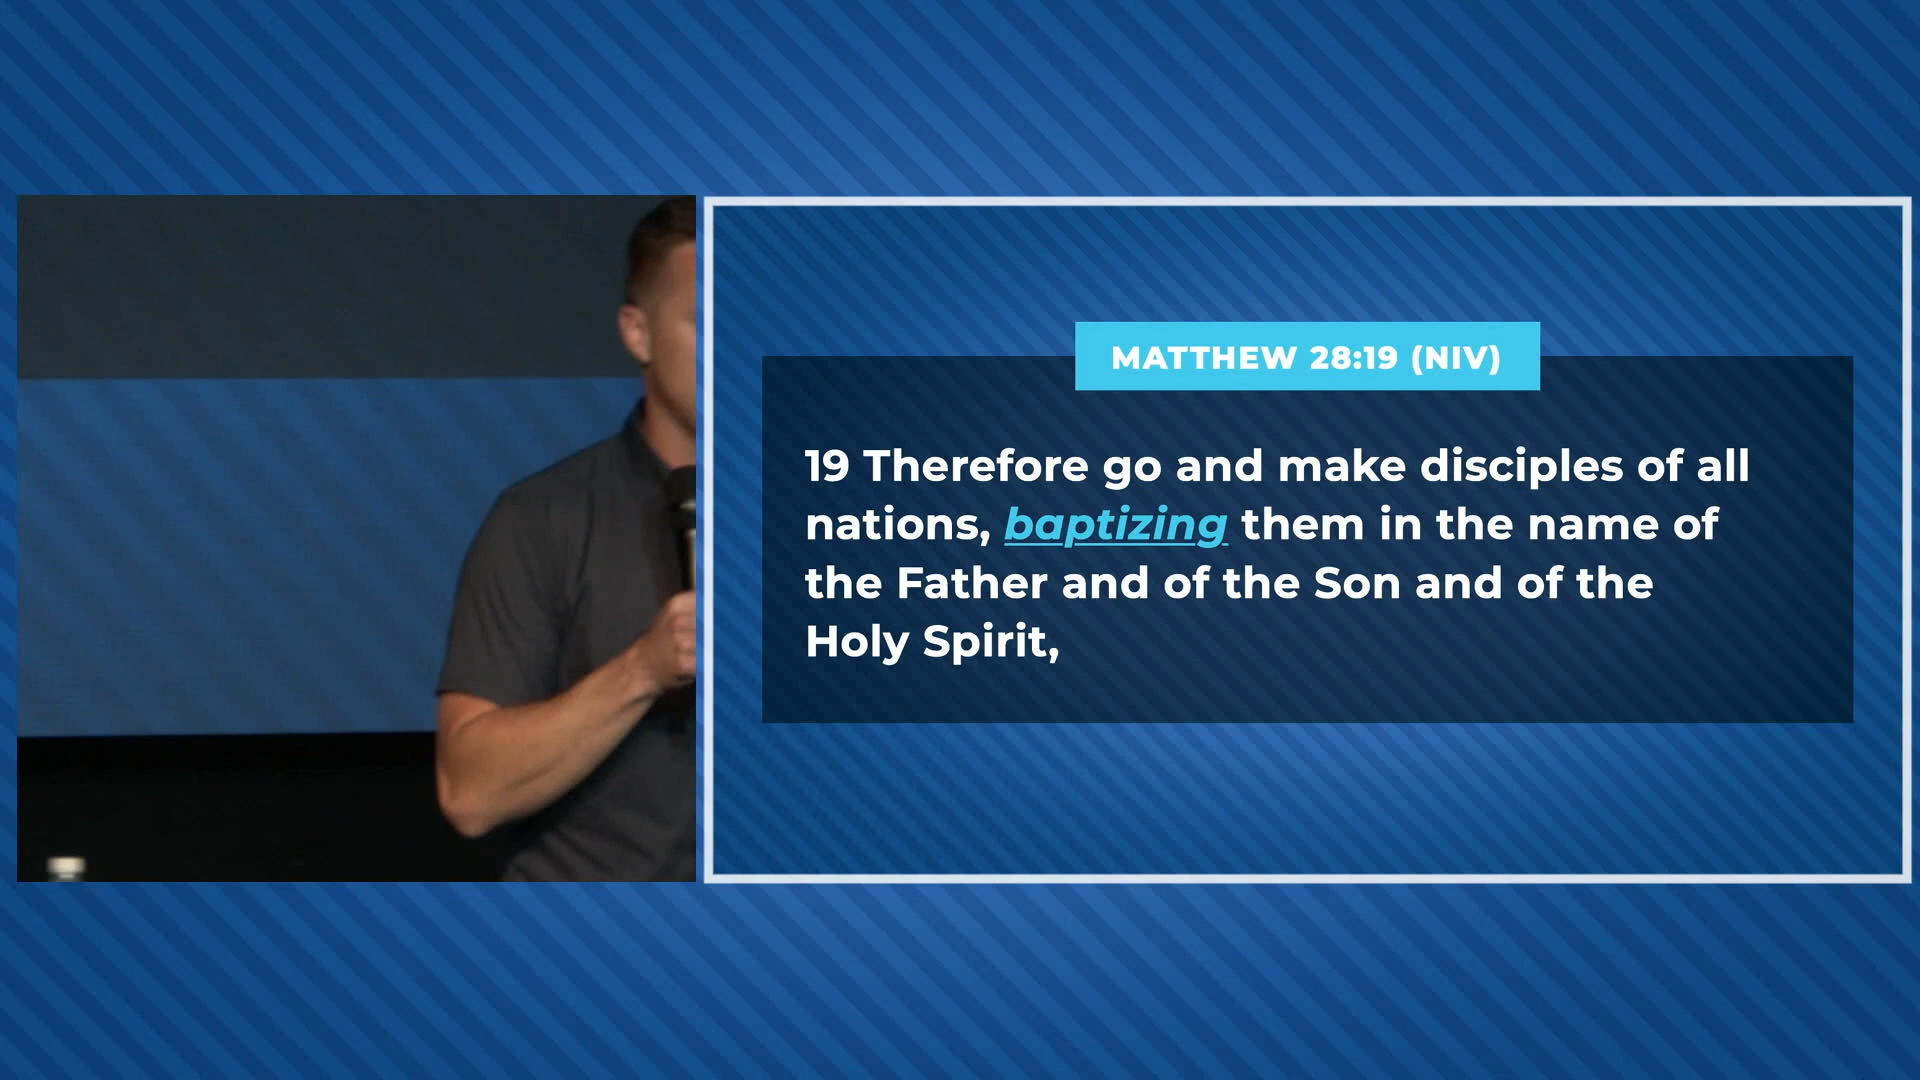 MATTHEW 28:19 (NIV)
19 Therefore go and make disciples of all
nations, baptizing them in the name of
the Father and of the Son and of the
Holy Spirit,